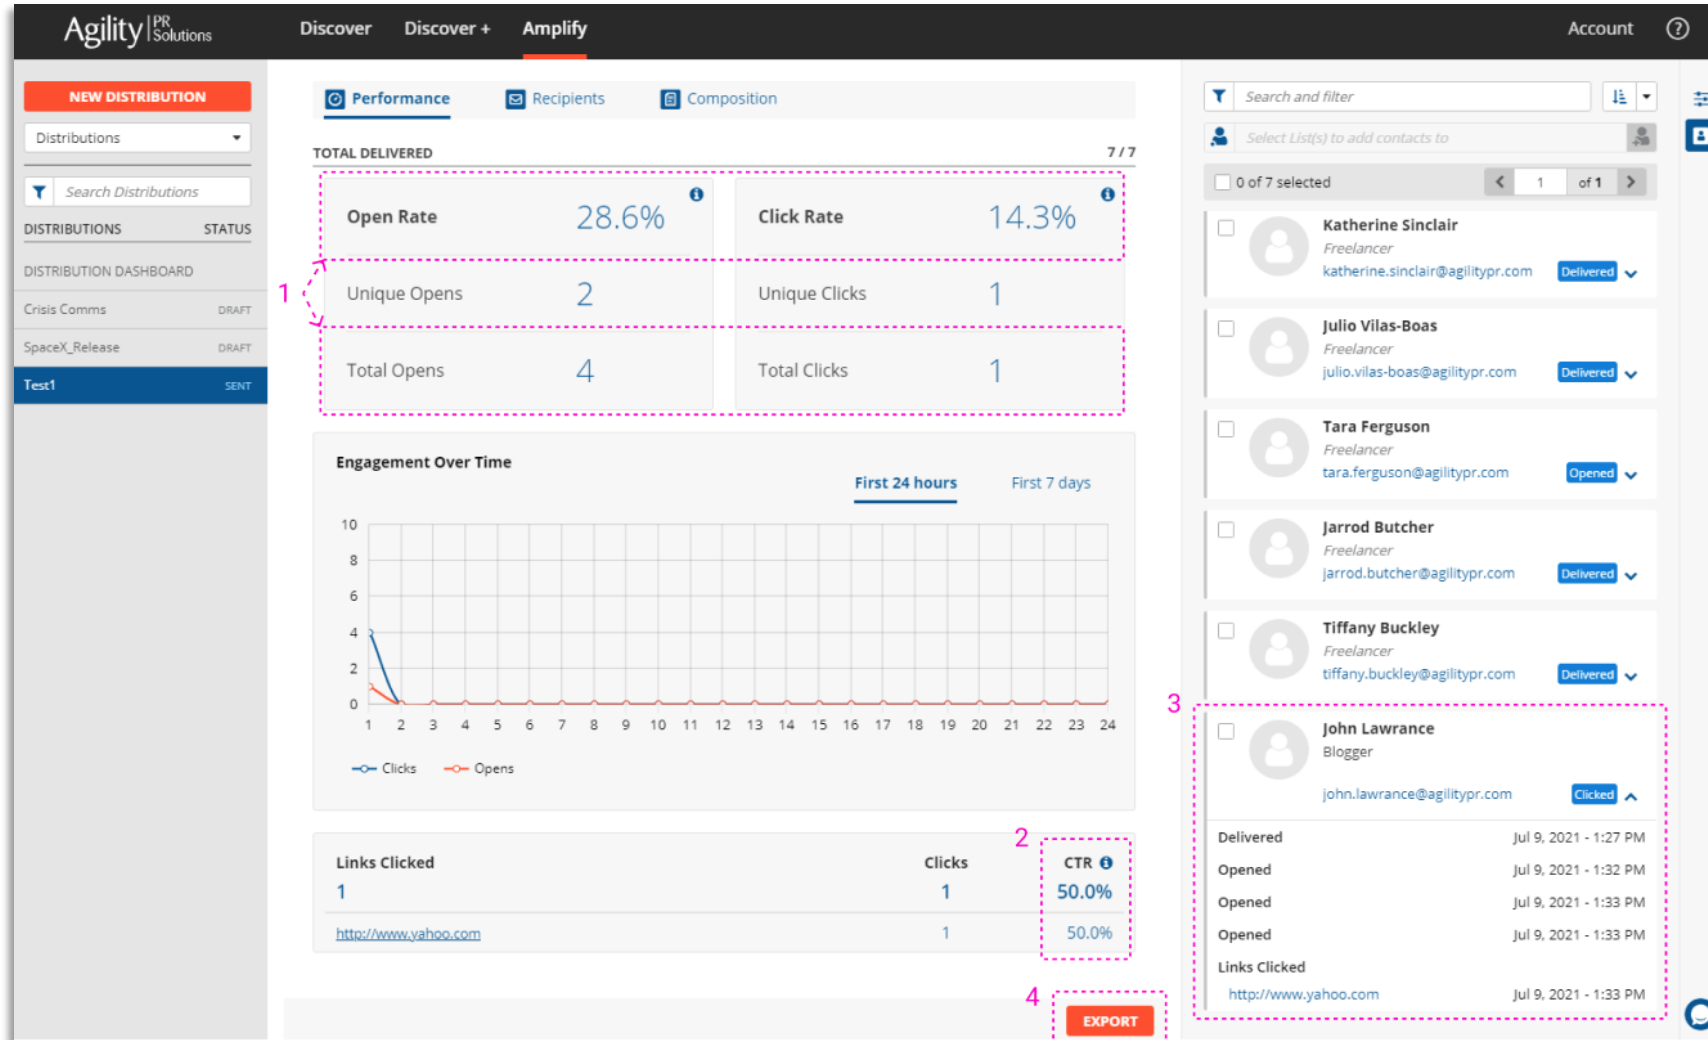 Agility PR Solutions
Discover Discover + Amplify
Account ?
NEW DISTRIBUTION
Distributions
Search Distributions
DISTRIBUTIONS STATUS
DISTRIBUTION DASHBOARD
Crisis Comms DRAFT
SpaceX_Release DRAFT
Test1 SENT
Performance Recipients Composition
TOTAL DELIVERED 7 / 7
Open Rate 28.6% Click Rate 14.3%
1
Unique Opens 2 Unique Clicks 1
Total Opens 4 Total Clicks 1
Engagement Over Time
First 24 hours First 7 days
10
8
6
4
2
0
1 2 3 4 5 6 7 8 9 10 11 12 13 14 15 16 17 18 19 20 21 22 23 24
Clicks Opens
2
Links Clicked Clicks CTR
1 1 50.0%
http://www.yahoo.com 1 50.0%
4
EXPORT
Search and filter
Select List(s) to add contacts to
0 of 7 selected 1 of 1
Katherine Sinclair
Freelancer
katherine.sinclair@agilitypr.com Delivered
Julio Vilas-Boas
Freelancer
julio.vilas-boas@agilitypr.com Delivered
Tara Ferguson
Freelancer
tara.ferguson@agilitypr.com Opened
Jarrod Butcher
Freelancer
jarrod.butcher@agilitypr.com Delivered
Tiffany Buckley
Freelancer
tiffany.buckley@agilitypr.com Delivered
3
John Lawrance
Blogger
john.lawrance@agilitypr.com Clicked
Delivered Jul 9, 2021 - 1:27 PM
Opened Jul 9, 2021 - 1:32 PM
Opened Jul 9, 2021 - 1:33 PM
Opened Jul 9, 2021 - 1:33 PM
Links Clicked
http://www.yahoo.com Jul 9, 2021 - 1:33 PM